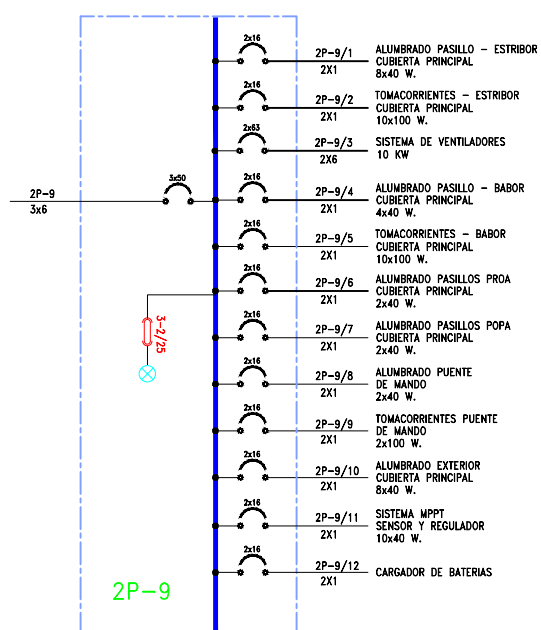 2x16
2P-9/1
2X1
ALUMBRADO PASILLO - ESTRIBOR
CUBIERTA PRINCIPAL
8x40 W.
2x16
2P-9/2
2X1
TOMACORRIENTES - ESTRIBOR
CUBIERTA PRINCIPAL
10x100 W.
2x63
2P-9/3
2X6
SISTEMA DE VENTILADORES
10 KW
3x50
2P-9
3x6
2x16
2P-9/4
2X1
ALUMBRADO PASILLO - BABOR
CUBIERTA PRINCIPAL
4x40 W.
2x16
2P-9/5
2X1
TOMACORRIENTES - BABOR
CUBIERTA PRINCIPAL
10x100 W.
2x16
2P-9/6
2X1
ALUMBRADO PASILLOS PROA
CUBIERTA PRINCIPAL
2x40 W.
3-2/25
2x16
2P-9/7
2X1
ALUMBRADO PASILLOS POPA
CUBIERTA PRINCIPAL
2x40 W.
2x16
2P-9/8
2X1
ALUMBRADO PUENTE
DE MANDO
2x40 W.
2x16
2P-9/9
2X1
TOMACORRIENTES PUENTE
DE MANDO
2x100 W.
2x16
2P-9/10
2X1
ALUMBRADO EXTERIOR
CUBIERTA PRINCIPAL
8x40 W.
2x16
2P-9/11
2X1
SISTEMA MPPT
SENSOR Y REGULADOR
10x40 W.
2x16
2P-9/12
2X1
CARGADOR DE BATERIAS
2P-9